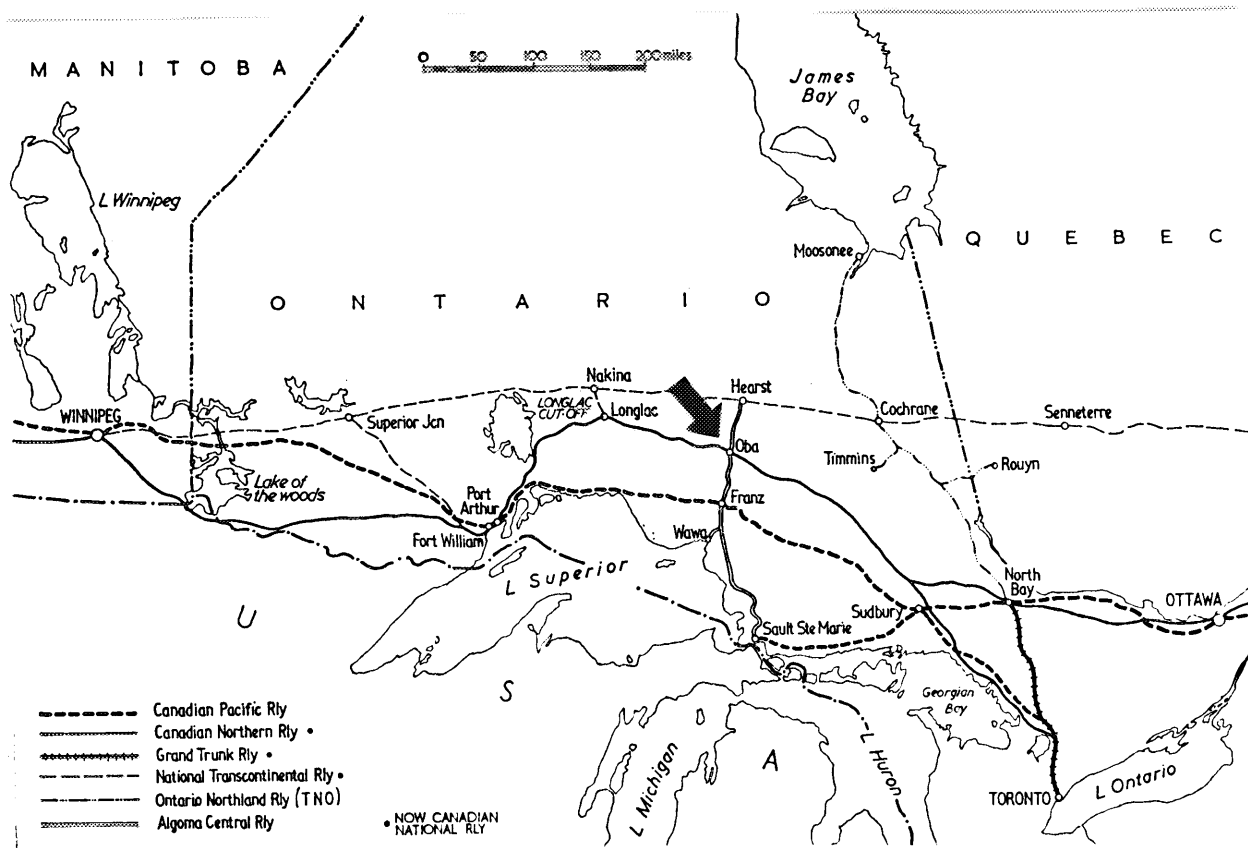 0 50 100 150 200 miles
MANITOBA
James
Bay
L Winnipeg
QUEBEC
Moosonee
ONTARIO
Nakina
Hearst
LONGLAC
CUT-OFF
Longlac
WINNIPEG
Superior Jcn
Cochrane
Senneterre
Oba
Timmins
Rouyn
Lake of
the woods
Port
Arthur
Franz
Fort William
Wawa
L Superior
North
Bay
OTTAWA
Sudbury
U
Sault Ste Marie
S
Georgian
Bay
A
L Michigan
L Huron
L Ontario
TORONTO
Canadian Pacific Rly
Canadian Northern Rly •
Grand Trunk Rly •
National Transcontinental Rly •
Ontario Northland Rly (TNO)
Algoma Central Rly
• NOW CANADIAN
NATIONAL RLY